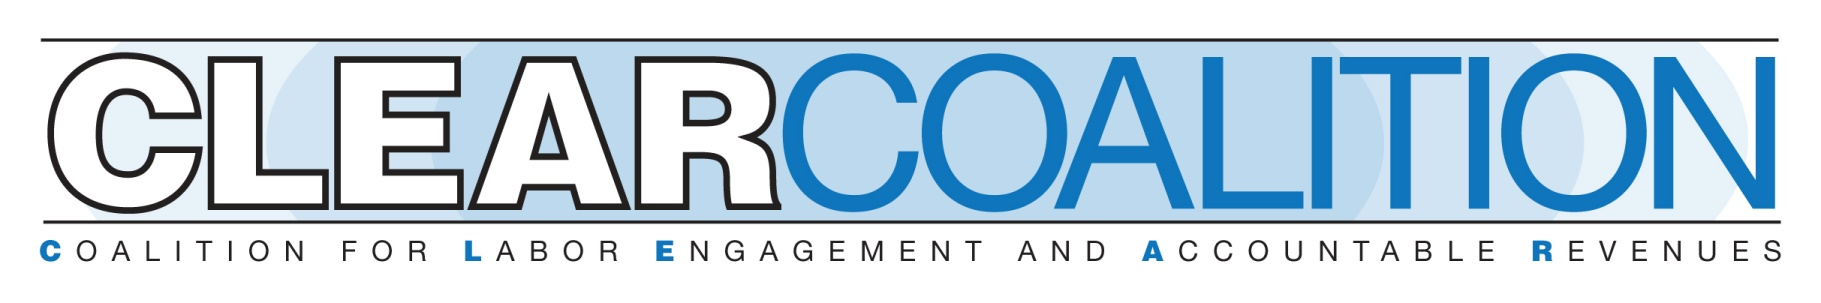 CLEARCOALITION
COALITION FOR LABOR ENGAGEMENT AND ACCOUNTABLE REVENUES